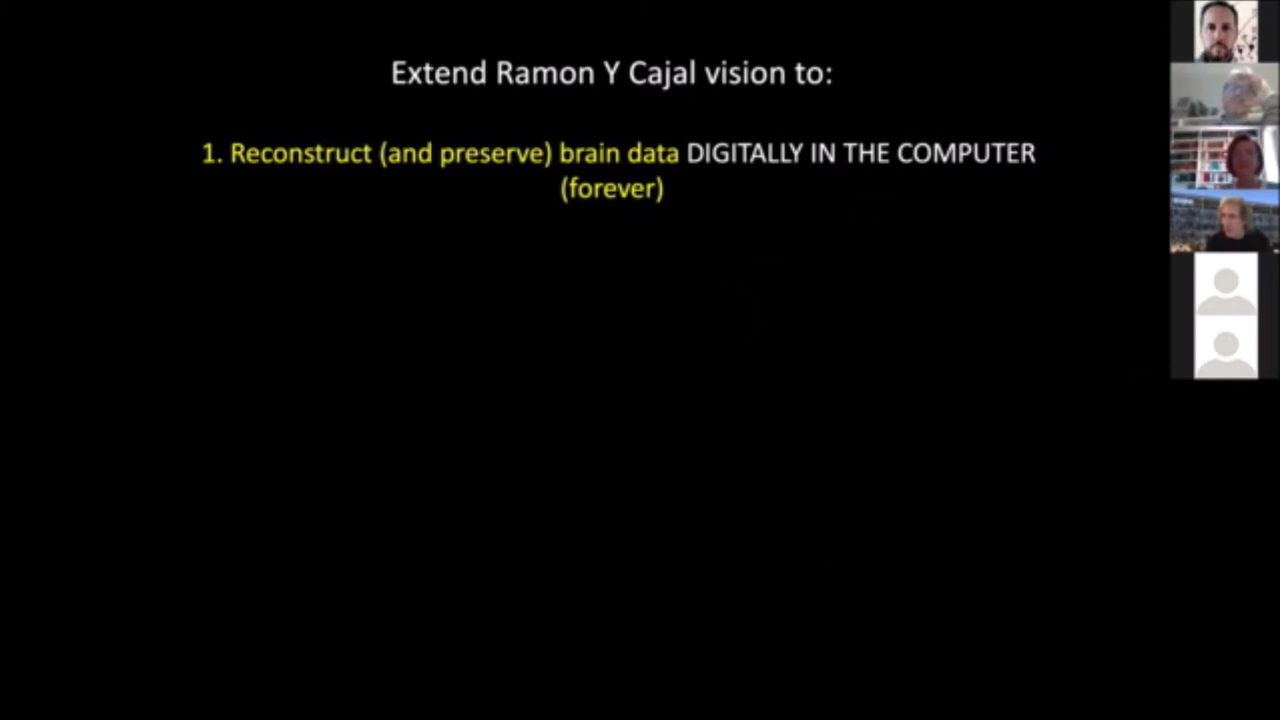 Extend Ramon Y Cajal vision to:
1. Reconstruct (and preserve) brain data DIGITALLY IN THE COMPUTER
(forever)